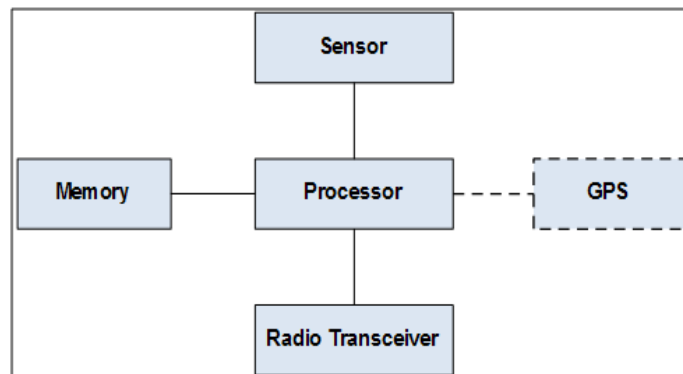 Sensor
Memory
Processor
GPS
Radio Transceiver